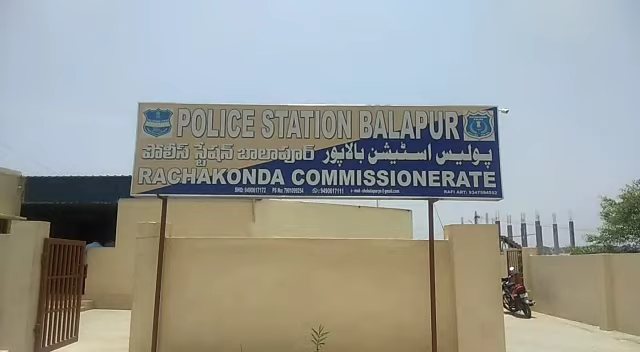 POLICE STATION BALAPUR
పోలీస్ స్టేషన్ బాలాపూర్ پولیس اسٹیشن بالاپور
RACHAKONDA COMMISSIONERATE